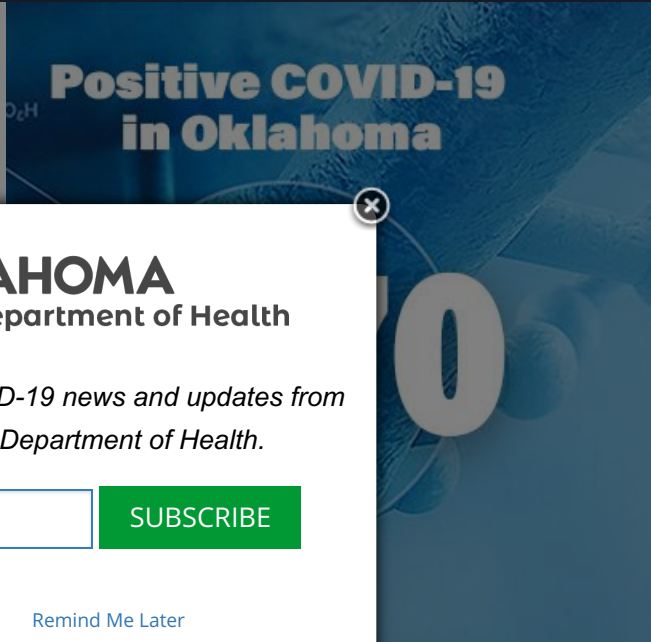 Positive COVID-19
in Oklahoma
AHOMA
epartment of Health
0
D-19 news and updates from
Department of Health.
SUBSCRIBE
Remind Me Later